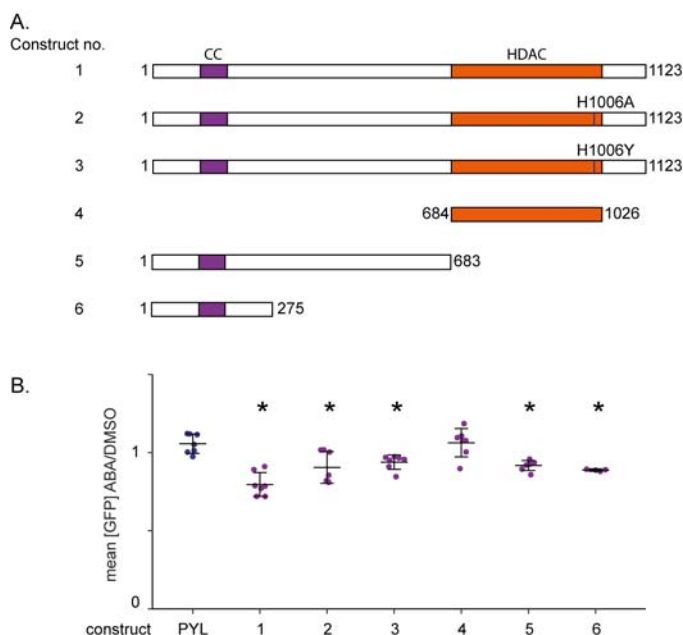 A.
Construct no.
CC HDAC
1 1 1123
H1006A
2 1 1123
H1006Y
3 1 1123
4 684 1026
5 1 683
6 1 275
B.
* * * * *
1
0
mean [GFP] ABA/DMSO
construct PYL 1 2 3 4 5 6